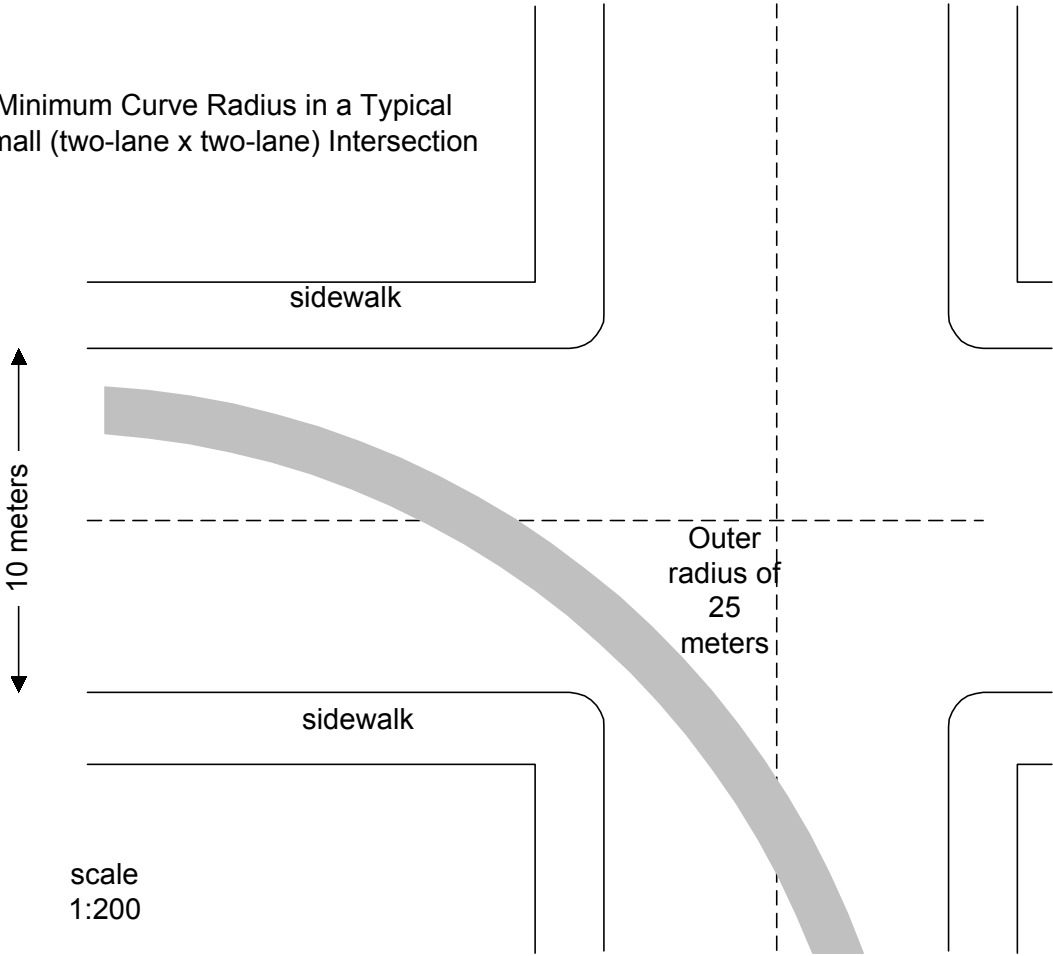 Minimum Curve Radius in a Typical
mall (two-lane x two-lane) Intersection
sidewalk
10 meters
Outer
radius of
25
meters
sidewalk
scale
1:200